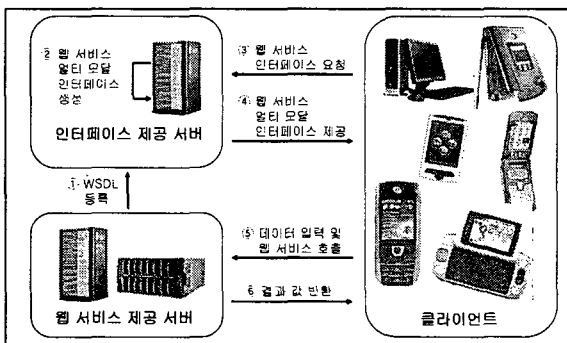 ② 웹 서비스
멀티 모달
인터페이스
생성
인터페이스 제공 서버
③ 웹 서비스
인터페이스 요청
④ 웹 서비스
멀티 모달
인터페이스 제공
① WSDL
등록
⑤ 데이터 입력 및
웹 서비스 호출
6 결과 값 반환
웹 서비스 제공 서버
클라이언트